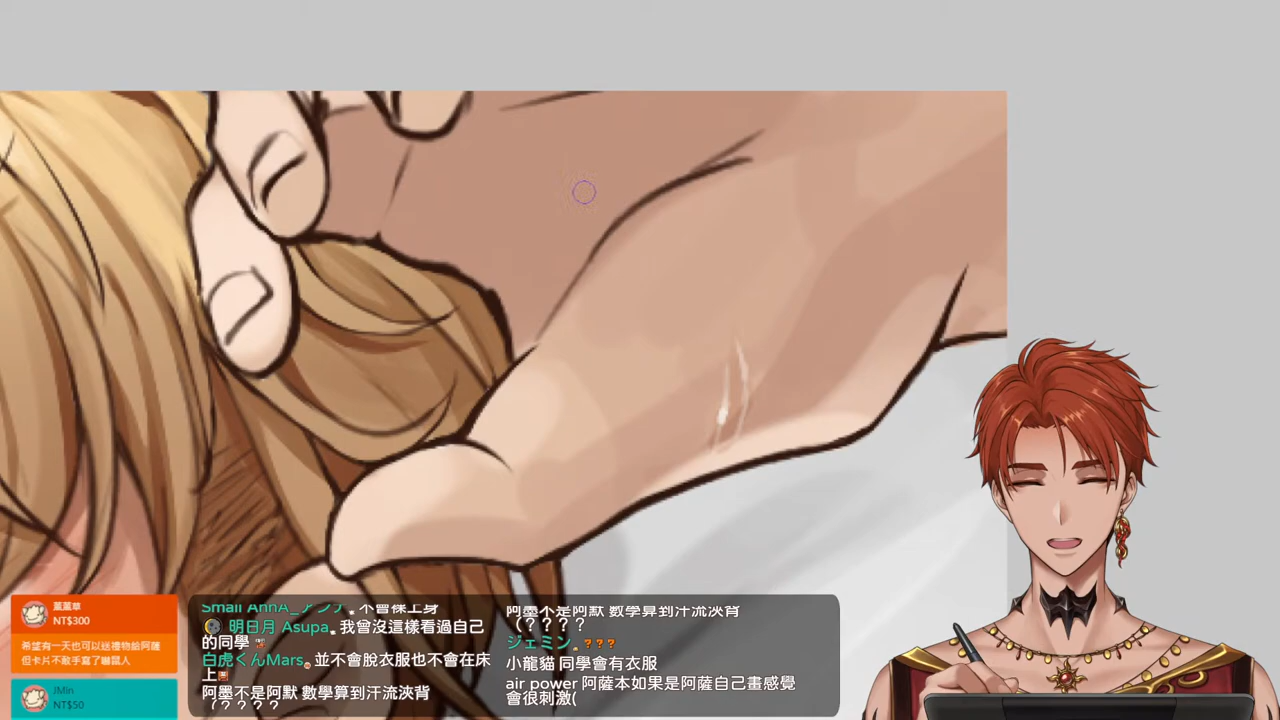 薰薰草
NT$300
希望有一天也可以送禮物給阿薩
但卡片不敢手寫了嚇鼠人
JMin
NT$50
Small AnnA_アンナ。不會裸上身
明日月 Asupa。我曾沒這樣看過自己
的同學
白虎くんMars。並不會脫衣服也不會在床
上
阿墨不是阿默 數學算到汗流浹背
(？？？？
阿墨不是阿默 數學算到汗流浹背
(？？？？
ジェミン。???
小龍貓 同學會有衣服
air power 阿薩本如果是阿薩自己畫感覺
會很刺激(